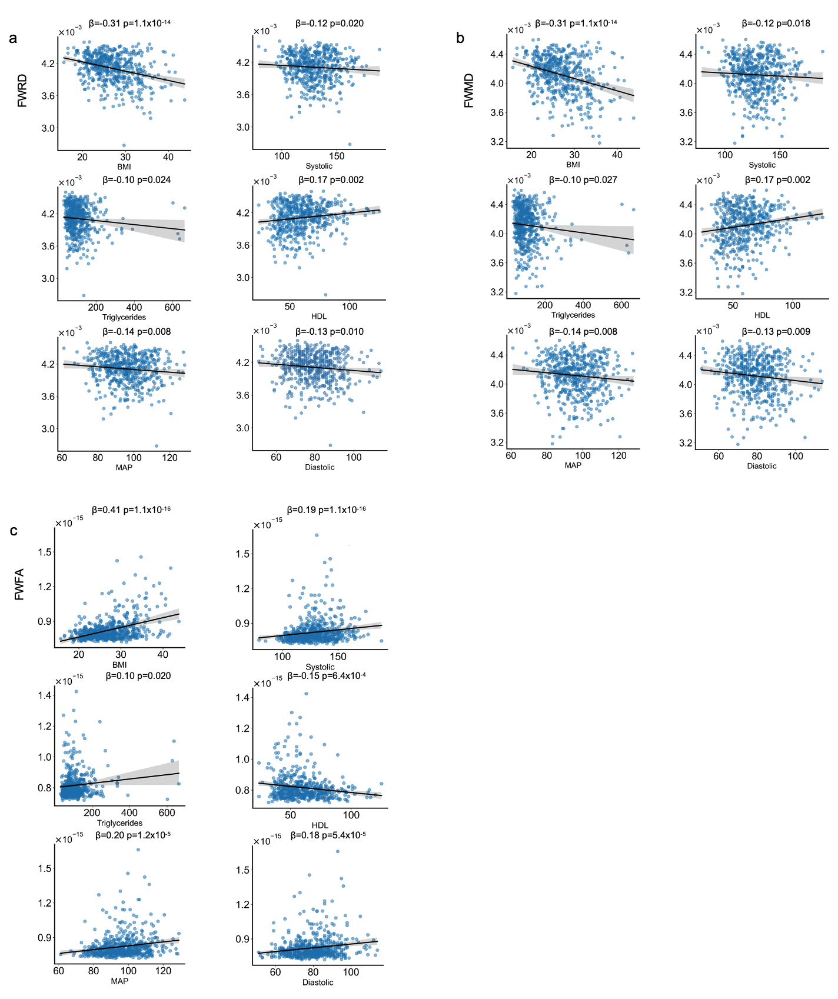 a
FWRD
β=-0.31 p=1.1x10-14
×10−3
4.2
3.6
3.0
20 30 40
BMI
β=-0.12 p=0.020
×10−3
4.2
3.6
3.0
100 150
Systolic
β=-0.10 p=0.024
×10−3
4.2
3.6
3.0
200 400 600
Triglycerides
β=0.17 p=0.002
×10−3
4.2
3.6
3.0
50 100
HDL
β=-0.14 p=0.008
×10−3
4.2
3.6
3.0
60 80 100 120
MAP
β=-0.13 p=0.010
×10−3
4.2
3.6
3.0
60 80 100
Diastolic
b
FWMD
β=-0.31 p=1.1x10-14
×10−3
4.4
4.0
3.6
3.2
20 30 40
BMI
β=-0.12 p=0.018
×10−3
4.4
4.0
3.6
3.2
100 150
Systolic
β=-0.10 p=0.027
×10−3
4.4
4.0
3.6
3.2
200 400 600
Triglycerides
β=0.17 p=0.002
×10−3
4.4
4.0
3.6
3.2
50 100
HDL
β=-0.14 p=0.008
×10−3
4.4
4.0
3.6
3.2
60 80 100 120
MAP
β=-0.13 p=0.009
×10−3
4.4
4.0
3.6
3.2
60 80 100
Diastolic
c
FWFA
β=0.41 p=1.1x10-16
×10−15
1.5
1.2
0.9
20 30 40
BMI
β=0.19 p=1.1x10-16
×10−15
1.5
1.2
0.9
100 150
Systolic
β=0.10 p=0.020
×10−15
1.4
1.2
1.0
0.8
200 400 600
Triglycerides
β=-0.15 p=6.4x10-4
×10−15
1.4
1.2
1.0
0.8
50 100
HDL
β=0.20 p=1.2x10-5
×10−15
1.5
1.2
0.9
60 80 100 120
MAP
β=0.18 p=5.4x10-5
×10−15
1.5
1.2
0.9
60 80 100
Diastolic